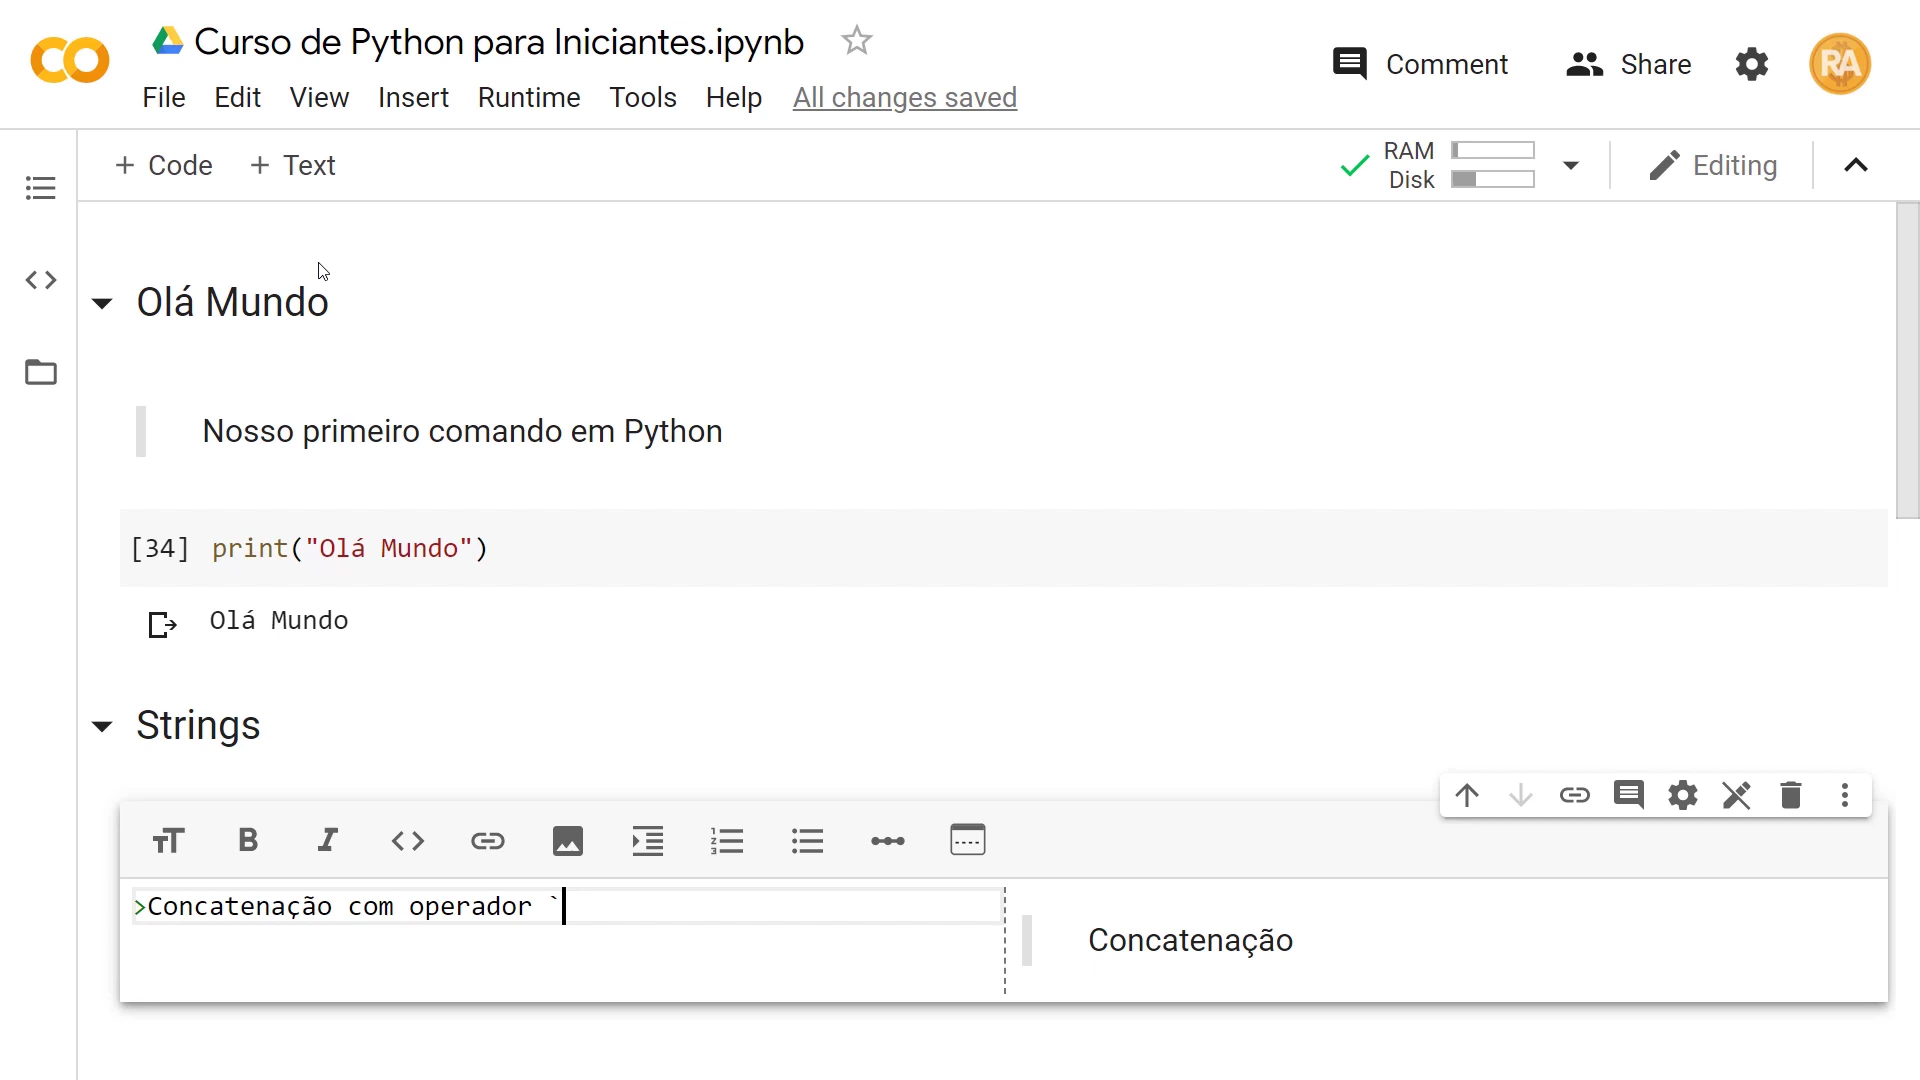 Curso de Python para Iniciantes.ipynb
File Edit View Insert Runtime Tools Help All changes saved
Comment
Share
RA
+ Code + Text
RAM
Disk
Editing
Olá Mundo
Nosso primeiro comando em Python
[34] print("Olá Mundo")
Olá Mundo
Strings
>Concatenação com operador `
Concatenação